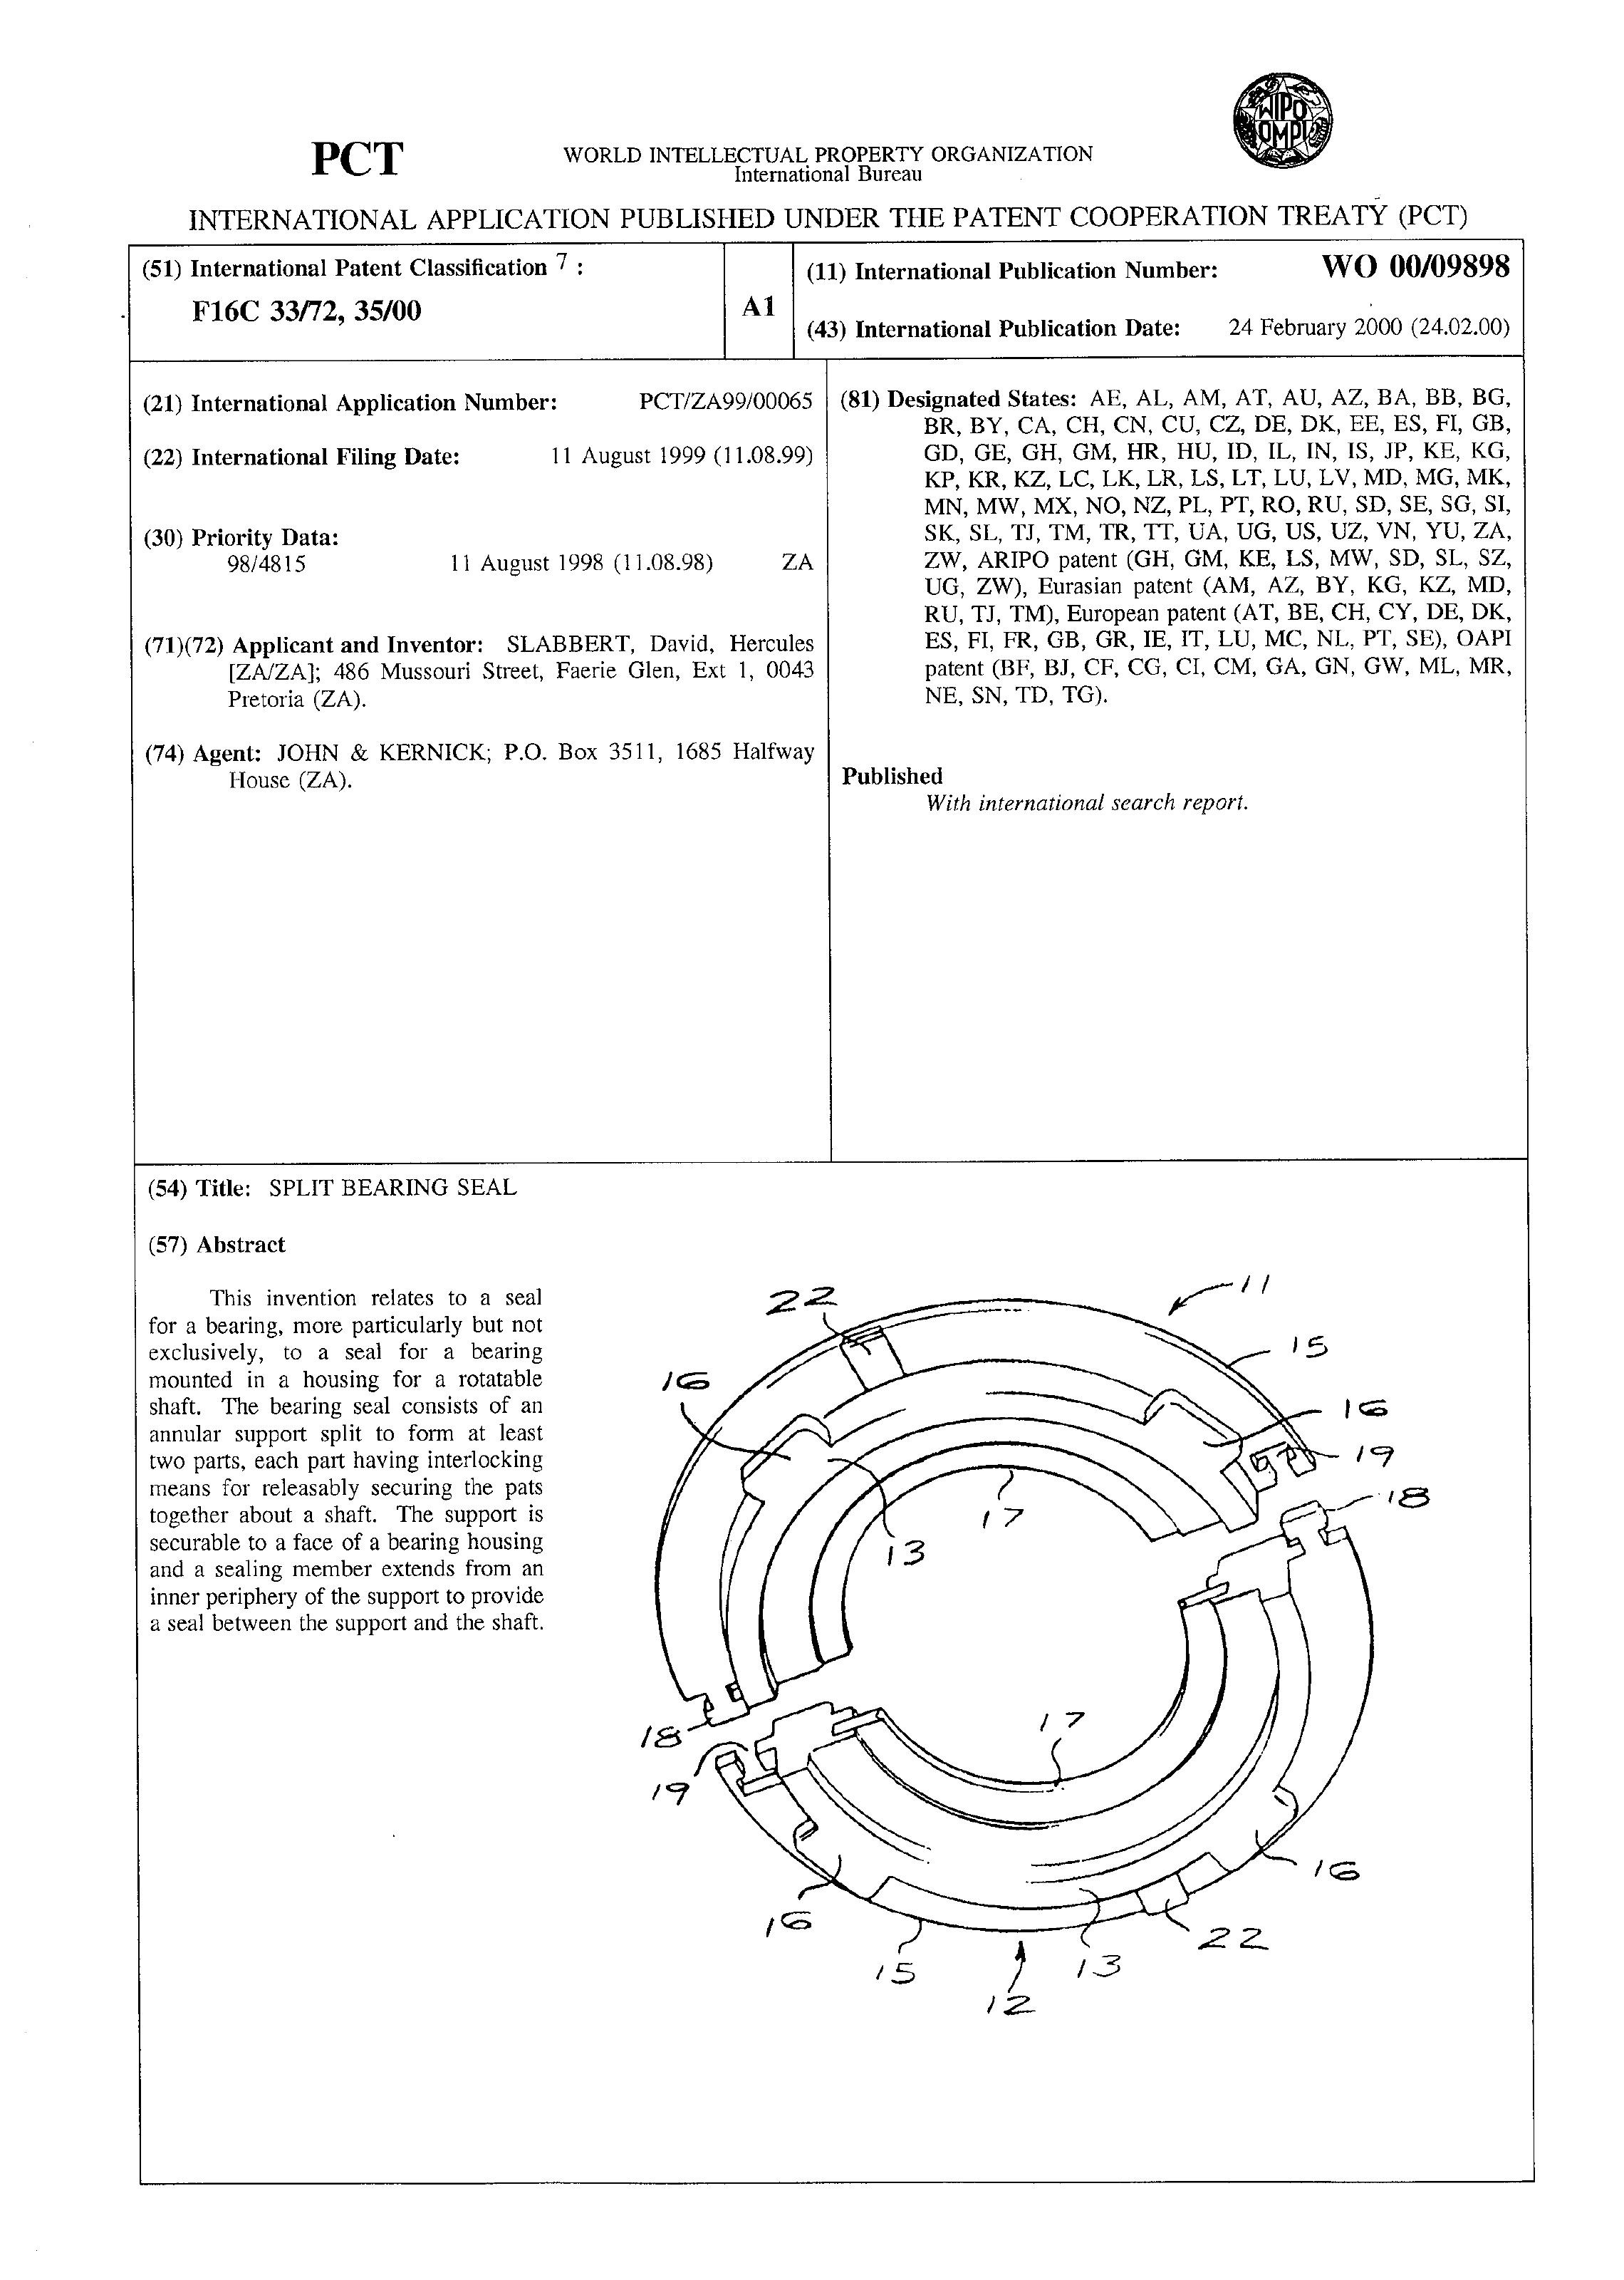 WIPO
OMPI
PCT
WORLD INTELLECTUAL PROPERTY ORGANIZATION
International Bureau
INTERNATIONAL APPLICATION PUBLISHED UNDER THE PATENT COOPERATION TREATY (PCT)
(51) International Patent Classification 7 :
F16C 33/72, 35/00
A1
(11) International Publication Number: WO 00/09898
(43) International Publication Date: 24 February 2000 (24.02.00)
(21) International Application Number: PCT/ZA99/00065
(22) International Filing Date: 11 August 1999 (11.08.99)
(30) Priority Data:
98/4815 11 August 1998 (11.08.98) ZA
(71)(72) Applicant and Inventor: SLABBERT, David, Hercules
[ZA/ZA]; 486 Mussouri Street, Faerie Glen, Ext 1, 0043
Pretoria (ZA).
(74) Agent: JOHN & KERNICK; P.O. Box 3511, 1685 Halfway
House (ZA).
(81) Designated States: AE, AL, AM, AT, AU, AZ, BA, BB, BG,
BR, BY, CA, CH, CN, CU, CZ, DE, DK, EE, ES, FI, GB,
GD, GE, GH, GM, HR, HU, ID, IL, IN, IS, JP, KE, KG,
KP, KR, KZ, LC, LK, LR, LS, LT, LU, LV, MD, MG, MK,
MN, MW, MX, NO, NZ, PL, PT, RO, RU, SD, SE, SG, SI,
SK, SL, TJ, TM, TR, TT, UA, UG, US, UZ, VN, YU, ZA,
ZW, ARIPO patent (GH, GM, KE, LS, MW, SD, SL, SZ,
UG, ZW), Eurasian patent (AM, AZ, BY, KG, KZ, MD,
RU, TJ, TM), European patent (AT, BE, CH, CY, DE, DK,
ES, FI, FR, GB, GR, IE, IT, LU, MC, NL, PT, SE), OAPI
patent (BF, BJ, CF, CG, CI, CM, GA, GN, GW, ML, MR,
NE, SN, TD, TG).
Published
With international search report.
(54) Title: SPLIT BEARING SEAL
(57) Abstract
This invention relates to a seal
for a bearing, more particularly but not
exclusively, to a seal for a bearing
mounted in a housing for a rotatable
shaft. The bearing seal consists of an
annular support split to form at least
two parts, each part having interlocking
means for releasably securing the pats
together about a shaft. The support is
securable to a face of a bearing housing
and a sealing member extends from an
inner periphery of the support to provide
a seal between the support and the shaft.
22
11
15
16
16
19
18
17
13
18
17
19
16
16
22
15
13
12